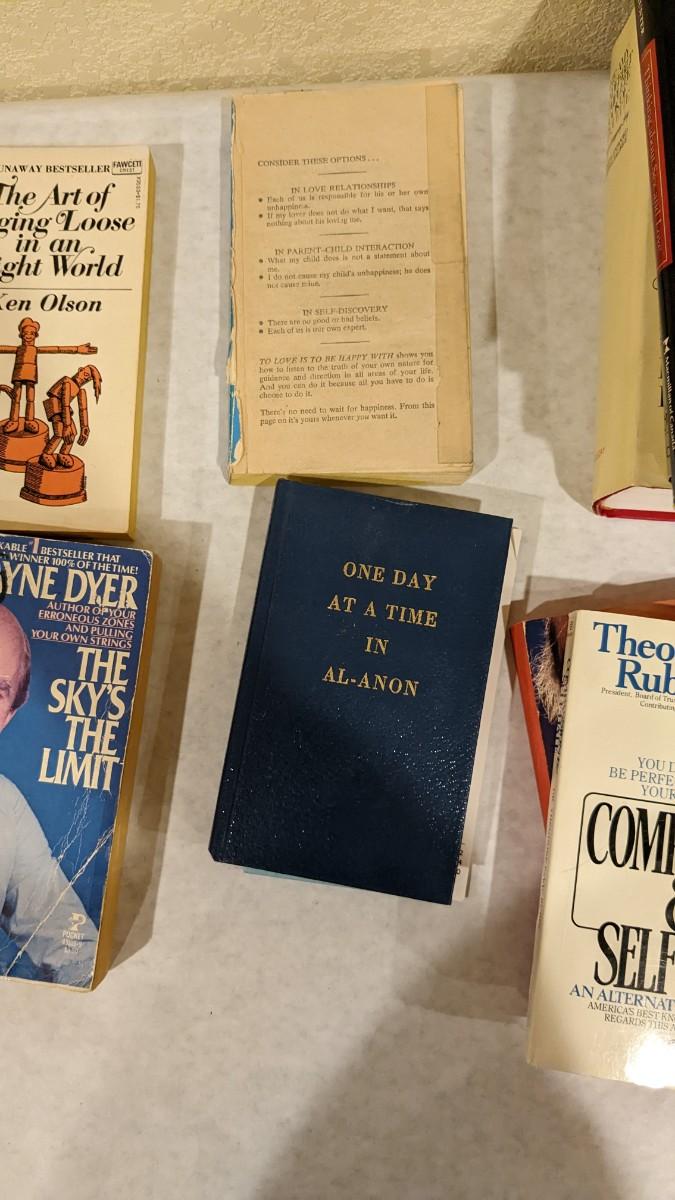 UNAWAY BESTSELLER FAWCETT
CREST
The Art of
ging Loose
in an
ight World
Ken Olson
CONSIDER THESE OPTIONS . . .
IN LOVE RELATIONSHIPS
● Each of us is responsible for his or her own
unhappiness.
● If my lover does not do what I want, that says
nothing about his loving me.
IN PARENT-CHILD INTERACTION
● What my child does is not a statement about
me.
● I do not cause my child's unhappiness; he does
not cause mine.
IN SELF-DISCOVERY
● There are no good or bad beliefs.
● Each of us is our own expert.
TO LOVE IS TO BE HAPPY WITH shows you
how to listen to the truth of your own nature for
guidance and direction in all areas of your life.
And you can do it because all you have to do is
choose to do it.
There's no need to wait for happiness. From this
page on it's yours whenever you want it.
KABLE #1 BESTSELLER THAT
WINNER 100% OF THE TIME!
YNE DYER
AUTHOR OF YOUR
ERRONEOUS ZONES
AND PULLING
YOUR OWN STRINGS
THE
SKY'S
THE
LIMIT
POCKET
ONE DAY
AT A TIME
IN
AL-ANON
Theo
Rub
President, Board of Tru
Contributing
YOU D
BE PERFE
YOUR
COMP
&
SELF
AN ALTERNAT
AMERICA'S BEST KN
REGARDS THIS A